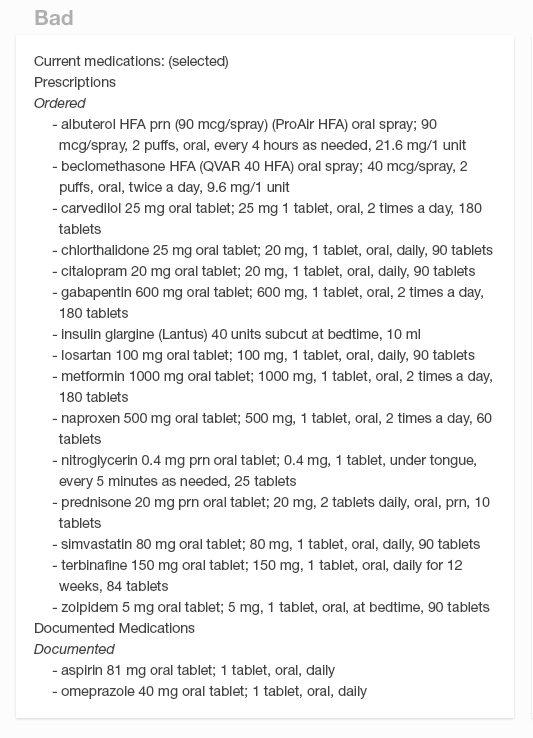 Bad
Current medications: (selected)
Prescriptions
Ordered
- albuterol HFA prn (90 mcg/spray) (ProAir HFA) oral spray; 90
mcg/spray, 2 puffs, oral, every 4 hours as needed, 21.6 mg/1 unit
- beclomethasone HFA (QVAR 40 HFA) oral spray; 40 mcg/spray, 2
puffs, oral, twice a day, 9.6 mg/1 unit
- carvedilol 25 mg oral tablet; 25 mg 1 tablet, oral, 2 times a day, 180
tablets
- chlorthalidone 25 mg oral tablet; 20 mg, 1 tablet, oral, daily, 90 tablets
- citalopram 20 mg oral tablet; 20 mg, 1 tablet, oral, daily, 90 tablets
- gabapentin 600 mg oral tablet; 600 mg, 1 tablet, oral, 2 times a day,
180 tablets
- insulin glargine (Lantus) 40 units subcut at bedtime, 10 ml
- losartan 100 mg oral tablet; 100 mg, 1 tablet, oral, daily, 90 tablets
- metformin 1000 mg oral tablet; 1000 mg, 1 tablet, oral, 2 times a day,
180 tablets
- naproxen 500 mg oral tablet; 500 mg, 1 tablet, oral, 2 times a day, 60
tablets
- nitroglycerin 0.4 mg prn oral tablet; 0.4 mg, 1 tablet, under tongue,
every 5 minutes as needed, 25 tablets
- prednisone 20 mg prn oral tablet; 20 mg, 2 tablets daily, oral, prn, 10
tablets
- simvastatin 80 mg oral tablet; 80 mg, 1 tablet, oral, daily, 90 tablets
- terbinafine 150 mg oral tablet; 150 mg, 1 tablet, oral, daily for 12
weeks, 84 tablets
- zolpidem 5 mg oral tablet; 5 mg, 1 tablet, oral, at bedtime, 90 tablets
Documented Medications
Documented
- aspirin 81 mg oral tablet; 1 tablet, oral, daily
- omeprazole 40 mg oral tablet; 1 tablet, oral, daily